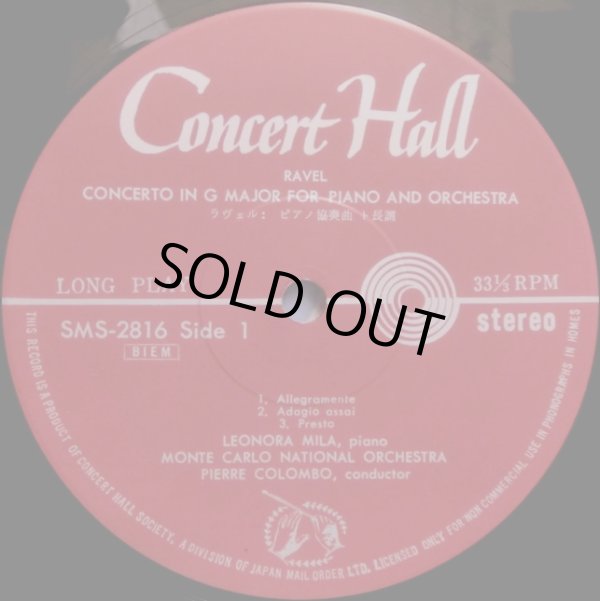 Concert Hall
RAVEL
CONCERTO IN G MAJOR FOR PIANO AND ORCHESTRA
ラヴェル： ピアノ協奏曲 ト長調
LONG
33⅓ RPM
SOLD OUT
SMS-2816 Side 1
stereo
BIEM
1. Allegramente
2. Adagio assai
3. Presto
LEONORA MILA, piano
MONTE CARLO NATIONAL ORCHESTRA
PIERRE COLOMBO, conductor
THIS RECORD IS A PRODUCT OF CONCERT HALL SOCIETY, A DIVISION OF JAPAN MAIL ORDER LTD. LICENSED ONLY FOR NON COMMERCIAL USE IN PHONOGRAPHS IN HOMES